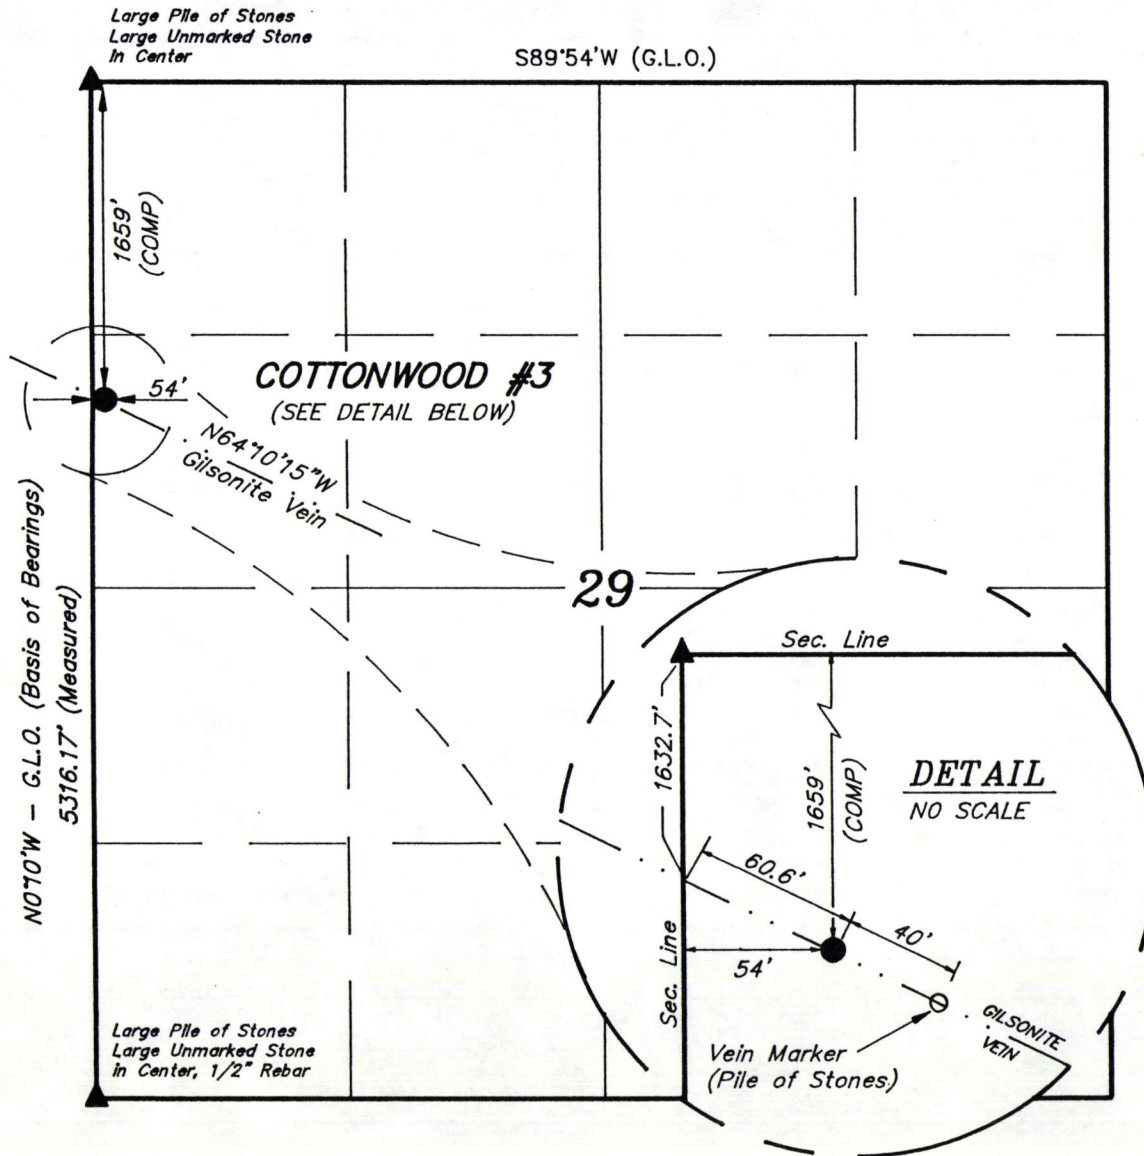 Large Pile of Stones
Large Unmarked Stone
In Center
S89°54'W (G.L.O.)
1659'
(COMP)
COTTONWOOD #3
(SEE DETAIL BELOW)
54'
N64°10'15"W
Gilsonite Vein
29
N0°10'W - G.L.O. (Basis of Bearings)
5316.17' (Measured)
Sec. Line
1632.7'
1659'
(COMP)
DETAIL
NO SCALE
60.6'
40'
54'
Sec. Line
GILSONITE
VEIN
Vein Marker
(Pile of Stones)
Large Pile of Stones
Large Unmarked Stone
in Center, 1/2" Rebar